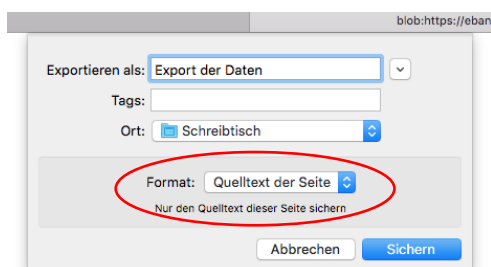 blob:https://eban
Exportieren als: Export der Daten
Tags:
Ort: Schreibtisch
Format: Quelltext der Seite
Nur den Quelltext dieser Seite sichern
Abbrechen Sichern